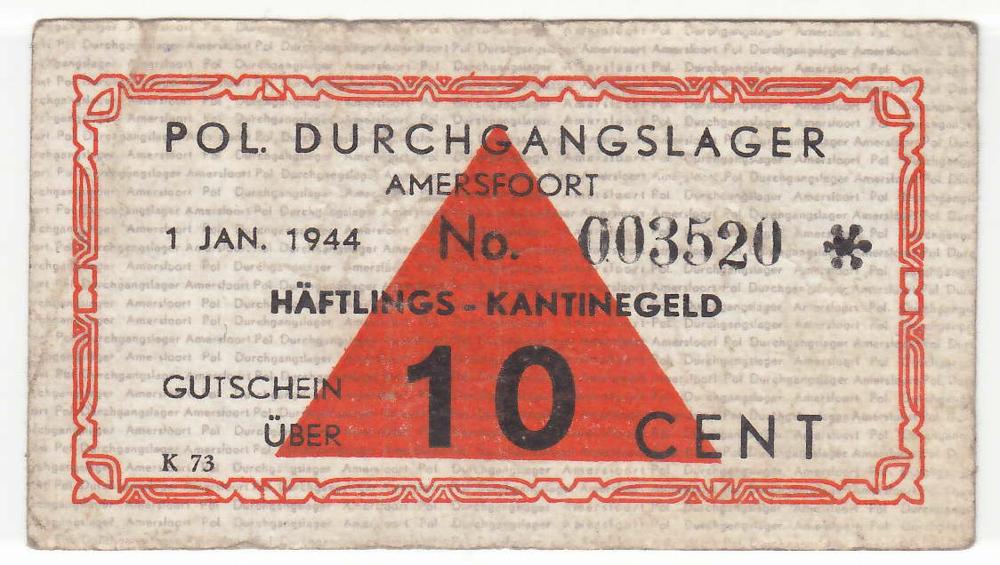 POL. DURCHGANGSLAGER
AMERSFOORT
1 JAN. 1944 No. 003520 *
HÄFTLINGS - KANTINEGELD
GUTSCHEIN
ÜBER 10 CENT
K 73